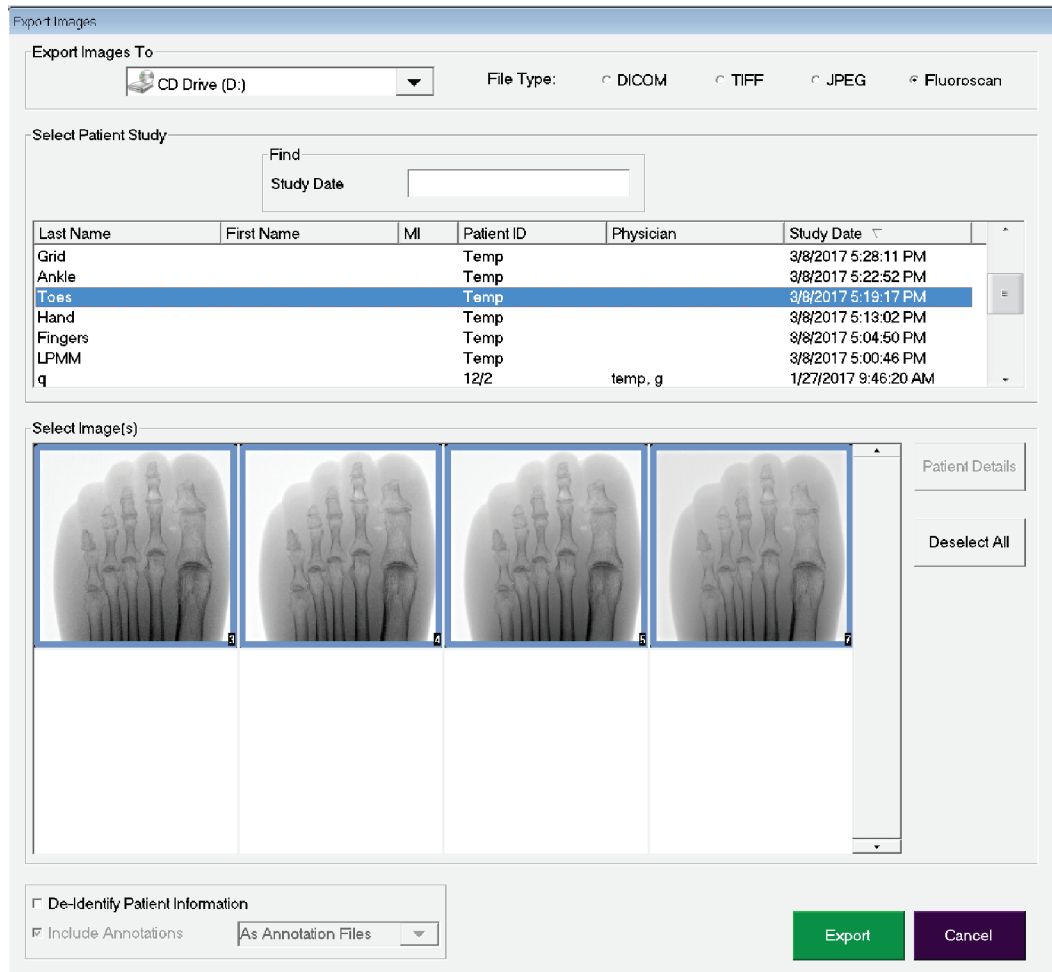 Export Images
Export Images To
CD Drive (D:)
File Type:
DICOM
TIFF
JPEG
Fluoroscan
Select Patient Study
Find
Study Date
Last Name First Name MI Patient ID Physician Study Date
Grid Temp 3/8/2017 5:28:11 PM
Ankle Temp 3/8/2017 5:22:52 PM
Toes Temp 3/8/2017 5:19:17 PM
Hand Temp 3/8/2017 5:13:02 PM
Fingers Temp 3/8/2017 5:04:50 PM
LPMM Temp 3/8/2017 5:00:46 PM
q 12/2 temp, g 1/27/2017 9:46:20 AM
Select Image(s)
3 4 5 7
Patient Details
Deselect All
De-Identify Patient Information
Include Annotations As Annotation Files
Export Cancel